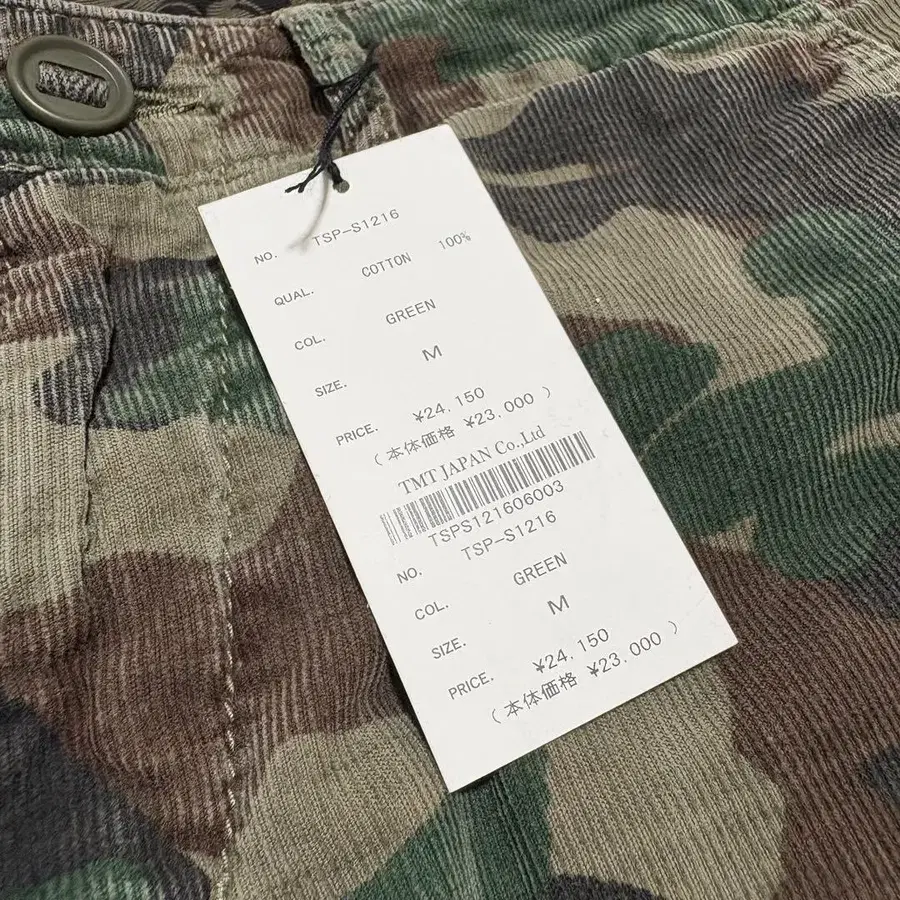 NO. TSP-S1216
QUAL. COTTON 100%
COL. GREEN
SIZE. M
PRICE. ¥24.150
(本体価格 ¥23.000 )
TMT JAPAN Co.,Ltd
TSPS121606003
NO. TSP-S1216
COL. GREEN
SIZE. M
PRICE. ¥24.150
(本体価格 ¥23.000 )